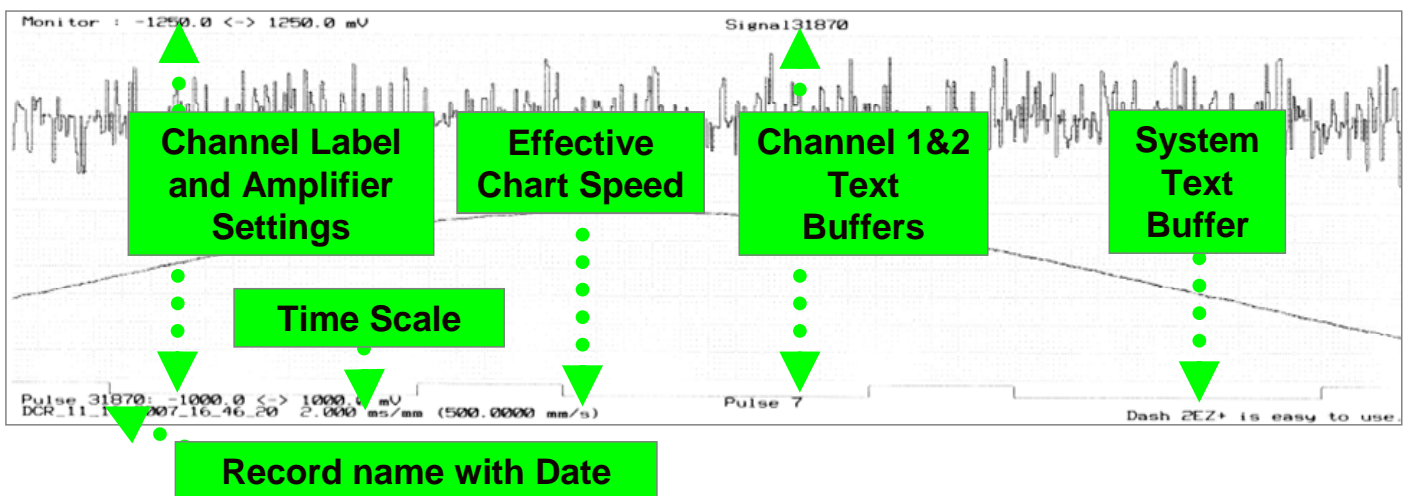 Monitor : -1250.0 <-> 1250.0 mV
Signal31870
Channel Label
and Amplifier
Settings
Effective
Chart Speed
Channel 1&2
Text
Buffers
System
Text
Buffer
Time Scale
Pulse 31870: -1000.0 <-> 1000.0 mV
Pulse 7
DCR_11_ 007_16_46_20 2.000 ms/mm (500.0000 mm/s)
Dash 2EZ+ is easy to use.
Record name with Date